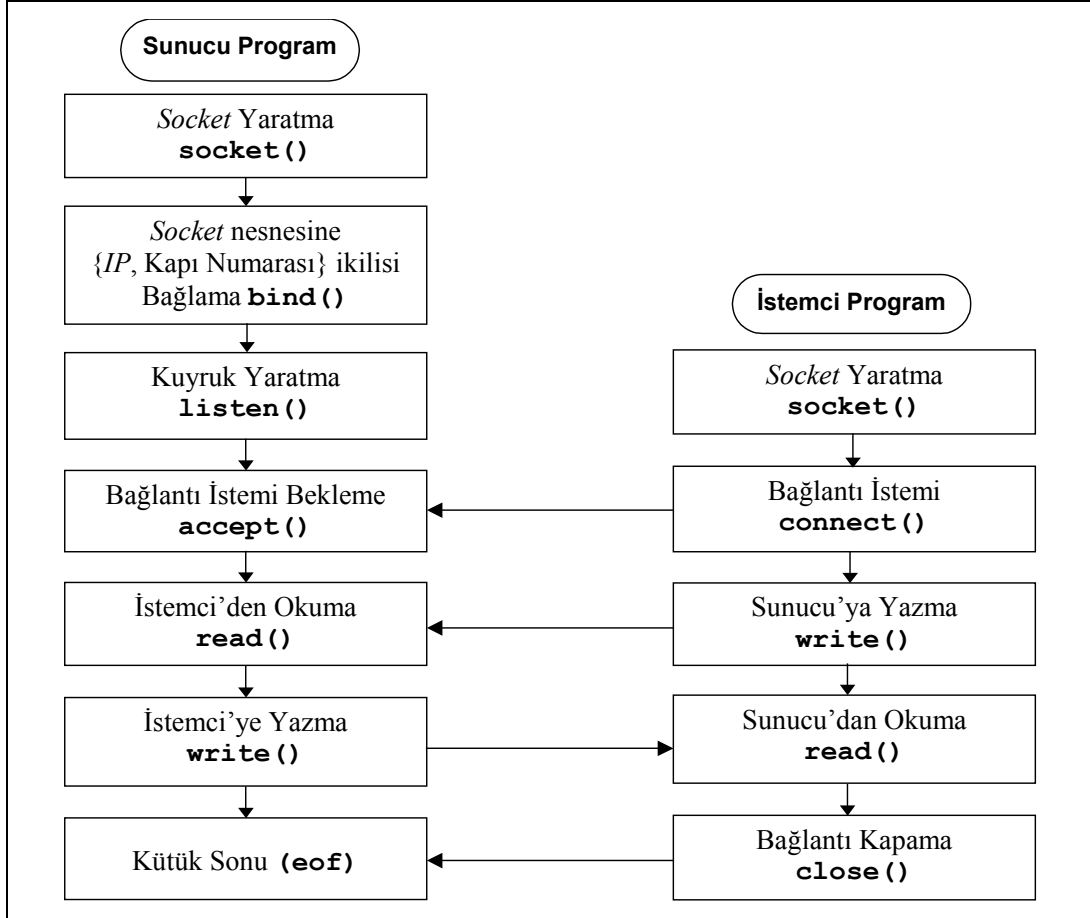 Sunucu Program
Socket Yaratma
socket()
Socket nesnesine
{IP, Kapı Numarası} ikilisi
Bağlama bind()
Kuyruk Yaratma
listen()
Bağlantı İstemi Bekleme
accept()
İstemci’den Okuma
read()
İstemci’ye Yazma
write()
Kütük Sonu (eof)
İstemci Program
Socket Yaratma
socket()
Bağlantı İstemi
connect()
Sunucu’ya Yazma
write()
Sunucu’dan Okuma
read()
Bağlantı Kapama
close()